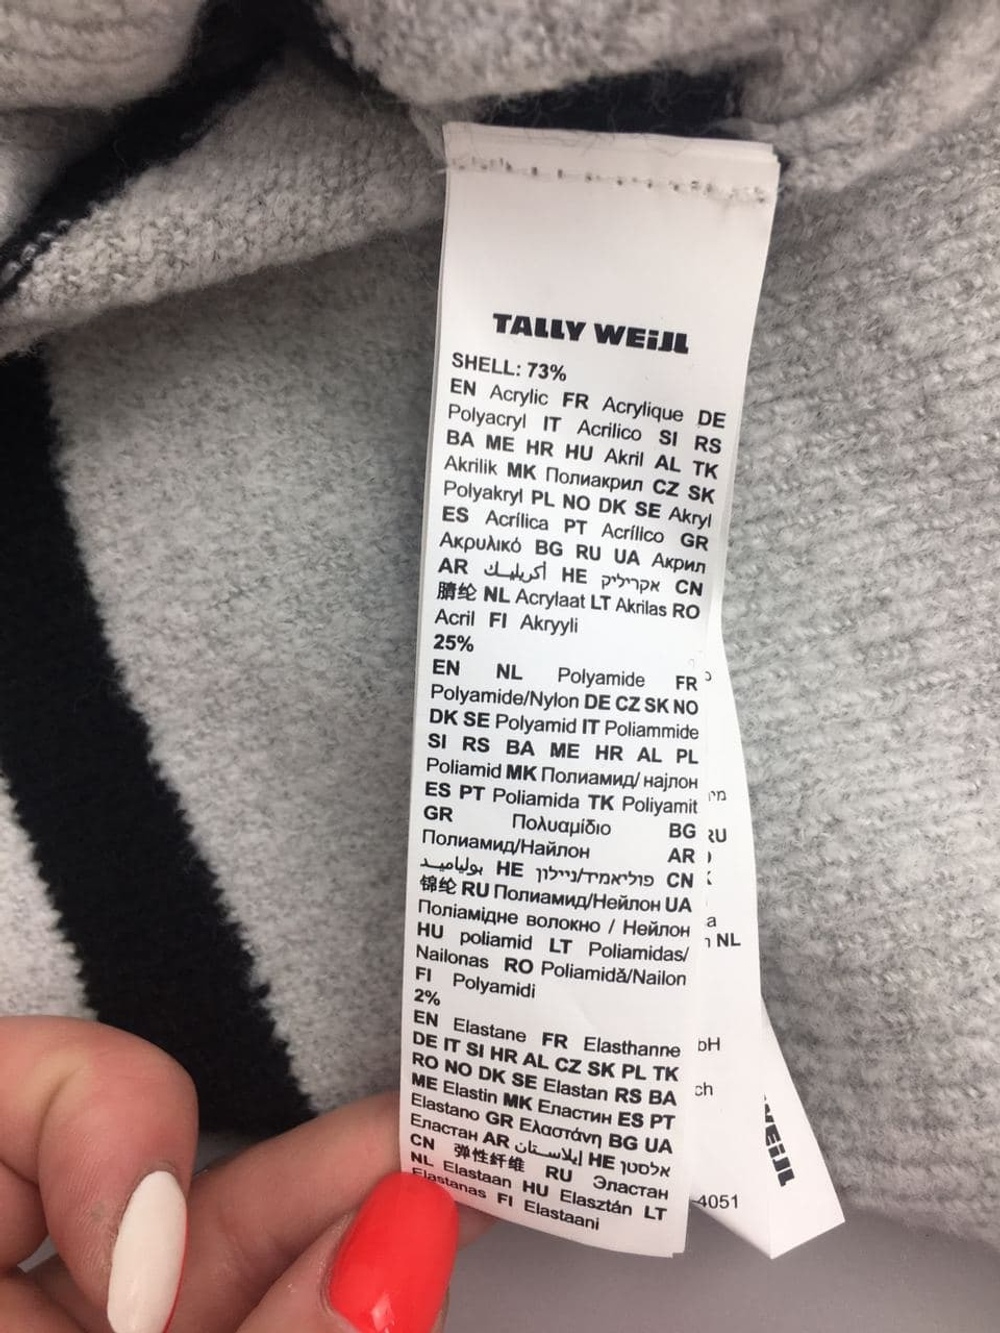 TALLY WEiJL
SHELL: 73%
EN Acrylic FR Acrylique DE
Polyacryl IT Acrilico SI RS
BA ME HR HU Akril AL TK
Akrilik MK Полиакрил CZ SK
Polyakryl PL NO DK SE Akryl
ES Acrílica PT Acrílico GR
Ακρυλικό BG RU UA Акрил
AR أكريليك HE אקריליק CN
腈纶 NL Acrylaat LT Akrilas RO
Acril FI Akryyli
25%
EN NL Polyamide FR
Polyamide/Nylon DE CZ SK NO
DK SE Polyamid IT Poliammide
SI RS BA ME HR AL PL
Poliamid MK Полиамид/ најлон
ES PT Poliamida TK Poliyamit
GR Πολυαμίδιο BG
Полиамид/Найлон AR
بولياميد HE פוליאמיד/ניילון CN
锦纶 RU Полиамид/Нейлон UA
Поліамідне волокно / Нейлон
HU poliamid LT Poliamidas/
Nailonas RO Poliamidă/Nailon
FI Polyamidi
2%
EN Elastane FR Elasthanne
DE IT SI HR AL CZ SK PL TK
RO NO DK SE Elastan RS BA
ME Elastin MK Еластин ES PT
Elastano GR Ελαστάνη BG UA
Еластан AR إيلاستان HE אלסטן
CN 弹性纤维 RU Эластан
NL Elastaan HU Elasztán LT
Elastanas FI Elastaani
RU
NL
bH
ch
4051
WEiJL